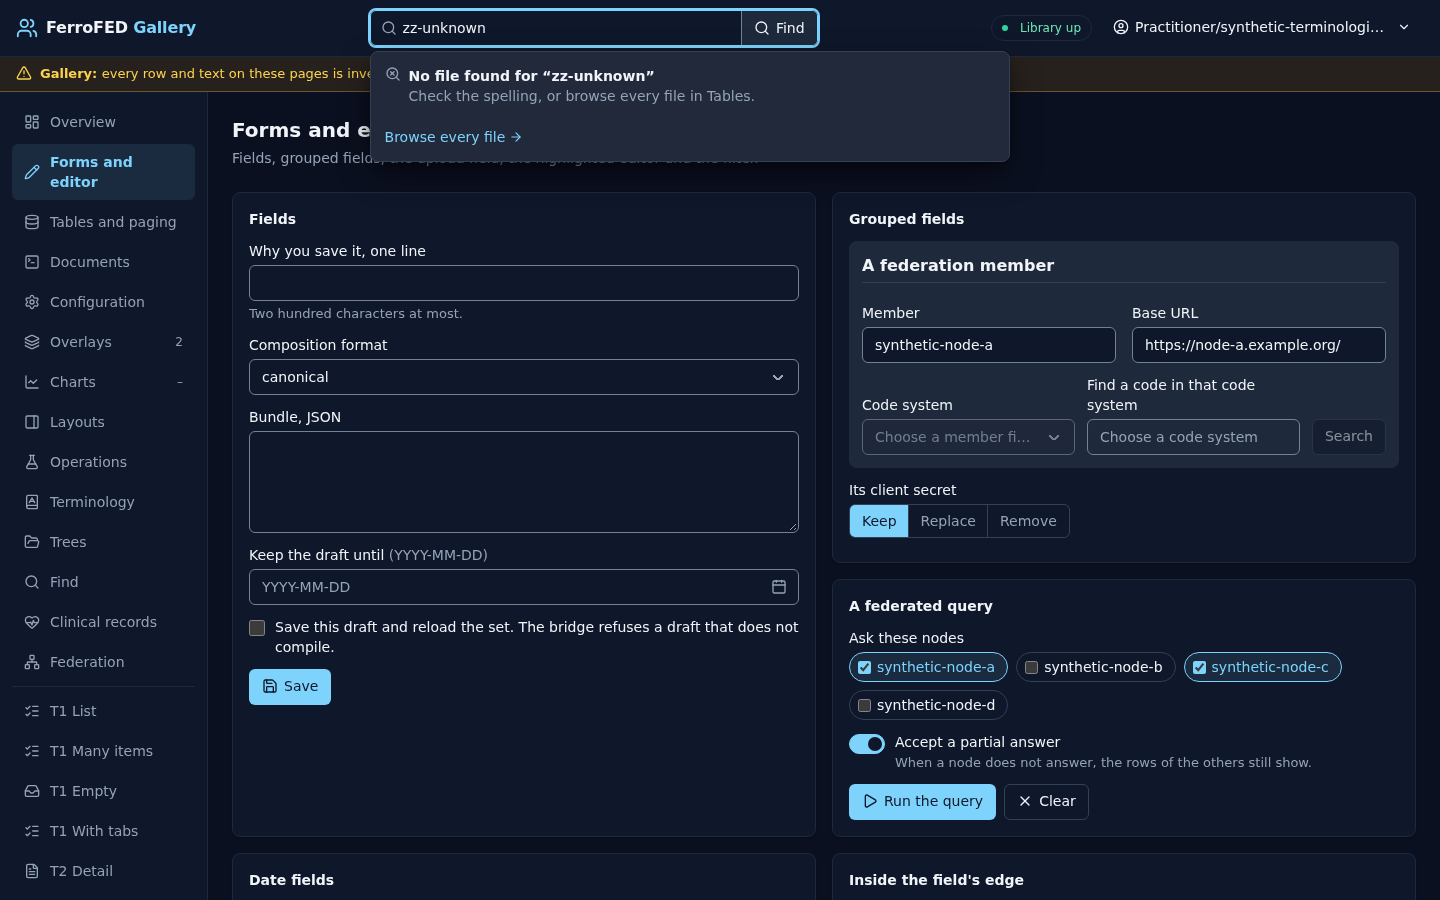 FerroFED Gallery
zz-unknown
Find
Library up
Practitioner/synthetic-terminologi…
Gallery: every row and text on these pages is inve
No file found for “zz-unknown”
Check the spelling, or browse every file in Tables.
Browse every file
Overview
Forms and editor
Tables and paging
Documents
Configuration
Overlays 2
Charts –
Layouts
Operations
Terminology
Trees
Find
Clinical records
Federation
T1 List
T1 Many items
T1 Empty
T1 With tabs
T2 Detail
Forms and e
Fields, grouped fields
Fields
Why you save it, one line
Two hundred characters at most.
Composition format
canonical
Bundle, JSON
Keep the draft until (YYYY-MM-DD)
YYYY-MM-DD
Save this draft and reload the set. The bridge refuses a draft that does not
compile.
Save
Grouped fields
A federation member
Member
Base URL
synthetic-node-a
https://node-a.example.org/
Code system
Find a code in that code
system
Choose a member fi…
Choose a code system
Search
Its client secret
Keep
Replace
Remove
A federated query
Ask these nodes
synthetic-node-a
synthetic-node-b
synthetic-node-c
synthetic-node-d
Accept a partial answer
When a node does not answer, the rows of the others still show.
Run the query
Clear
Date fields
Inside the field's edge